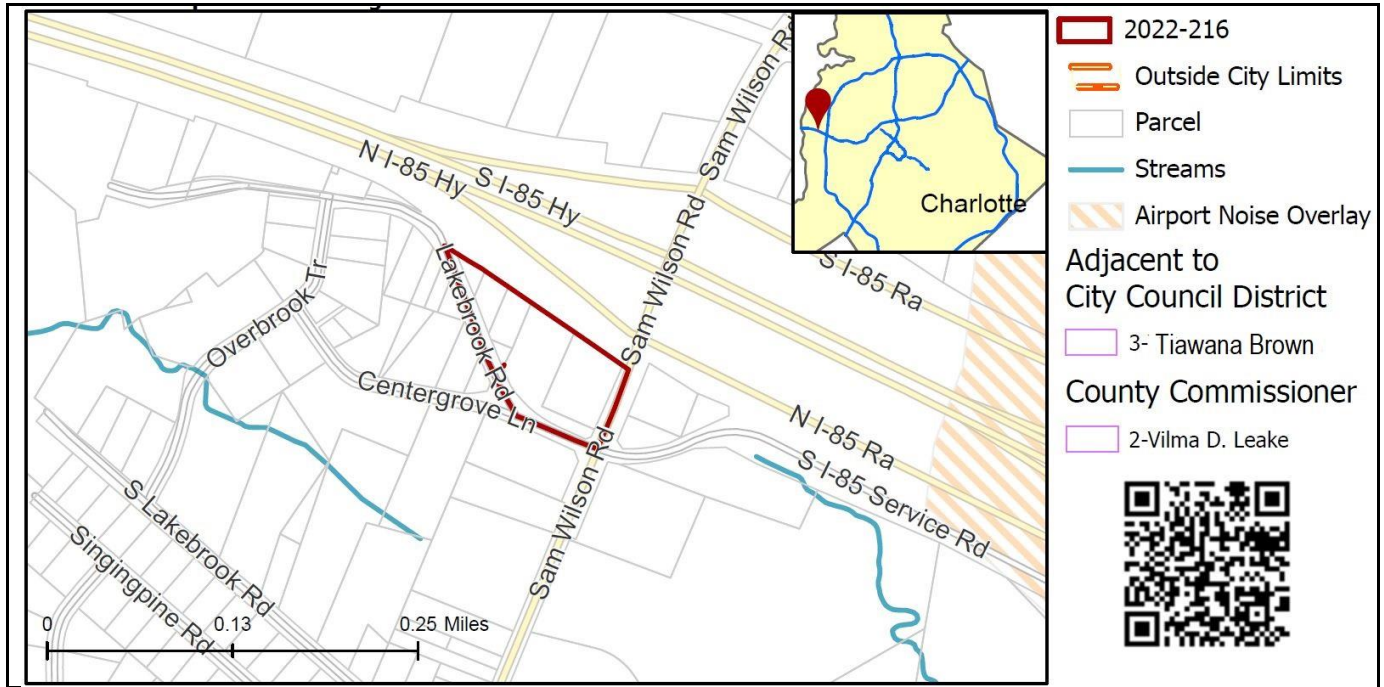 Sam Wilson Rd
N I-85 Hy
S I-85 Hy
Sam Wilson Rd
Charlotte
S I-85 Ra
Lakebrook Rd
Overbrook Tr
Sam Wilson Rd
Centergrove Ln
N I-85 Ra
S I-85 Service Rd
S Lakebrook Rd
Singingpine Rd
Sam Wilson Rd
0 0.13 0.25 Miles
2022-216
Outside City Limits
Parcel
Streams
Airport Noise Overlay
Adjacent to
City Council District
3- Tiawana Brown
County Commissioner
2-Vilma D. Leake